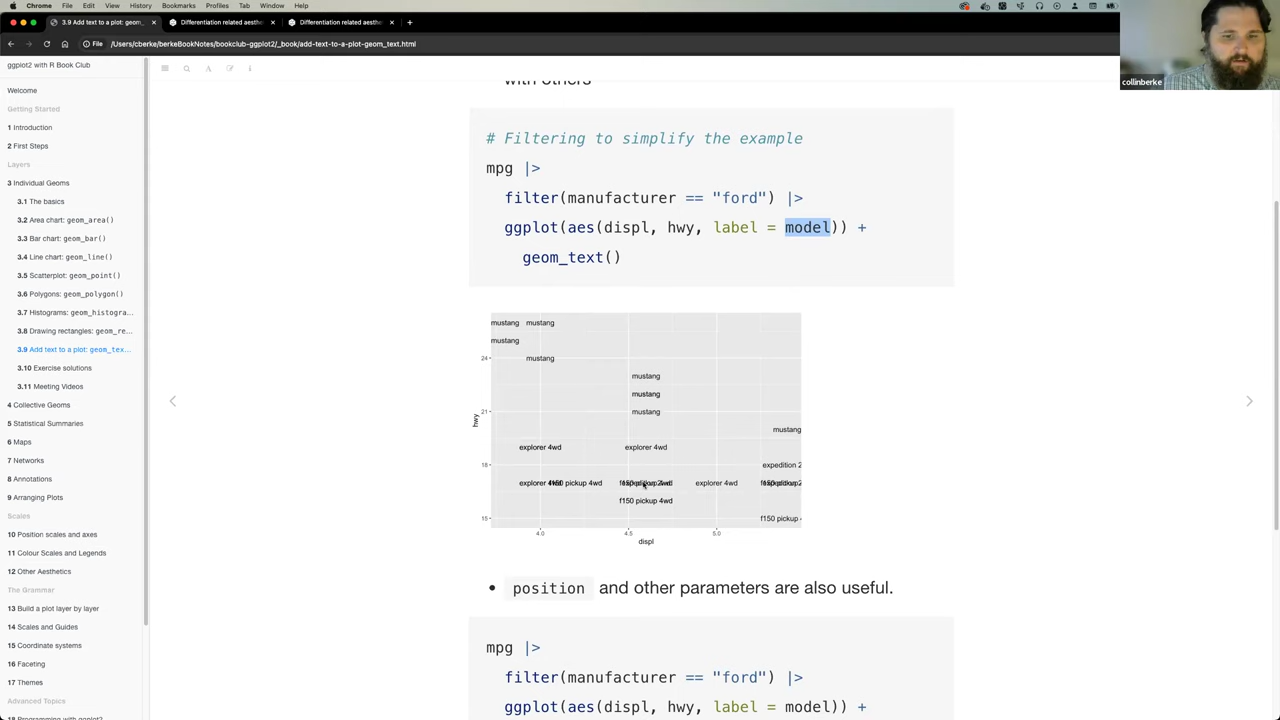 Chrome File Edit View History Bookmarks Profiles Tab Window Help
3.9 Add text to a plot: geom_
Differentiation related aesthe
Differentiation related aesthe
File /Users/cberke/berkeBookNotes/bookclub-ggplot2/_book/add-text-to-a-plot-geom_text.html
collinberke
ggplot2 with R Book Club
Welcome
Getting Started
1 Introduction
2 First Steps
Layers
3 Individual Geoms
3.1 The basics
3.2 Area chart: geom_area()
3.3 Bar chart: geom_bar()
3.4 Line chart: geom_line()
3.5 Scatterplot: geom_point()
3.6 Polygons: geom_polygon()
3.7 Histograms: geom_histogra...
3.8 Drawing rectangles: geom_re...
3.9 Add text to a plot: geom_tex...
3.10 Exercise solutions
3.11 Meeting Videos
4 Collective Geoms
5 Statistical Summaries
6 Maps
7 Networks
8 Annotations
9 Arranging Plots
Scales
10 Position scales and axes
11 Colour Scales and Legends
12 Other Aesthetics
The Grammar
13 Build a plot layer by layer
14 Scales and Guides
15 Coordinate systems
16 Faceting
17 Themes
Advanced Topics
18 Programming with ggplot2
with others
# Filtering to simplify the example
mpg |>
filter(manufacturer == "ford") |>
ggplot(aes(displ, hwy, label = model)) +
geom_text()
mustang mustang
mustang
24
mustang
mustang
mustang
21
mustang
mustang
explorer 4wd explorer 4wd
18
expedition 2
explorer 4wd
f150 pickup 4wd
15
f150 pickup
4.0 4.5 5.0
displ
hwy
• position and other parameters are also useful.
mpg |>
filter(manufacturer == "ford") |>
ggplot(aes(displ, hwy, label = model)) +